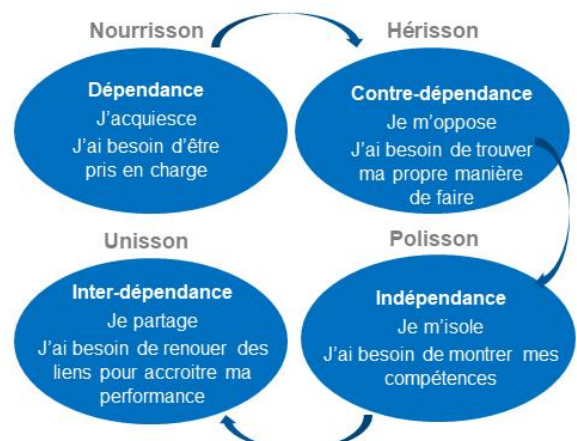 Nourrisson
Dépendance
J’acquiesce
J’ai besoin d’être
pris en charge
Hérisson
Contre-dépendance
Je m’oppose
J’ai besoin de trouver
ma propre manière
de faire
Polisson
Indépendance
Je m’isole
J’ai besoin de montrer mes
compétences
Unisson
Inter-dépendance
Je partage
J’ai besoin de renouer des
liens pour accroitre ma
performance